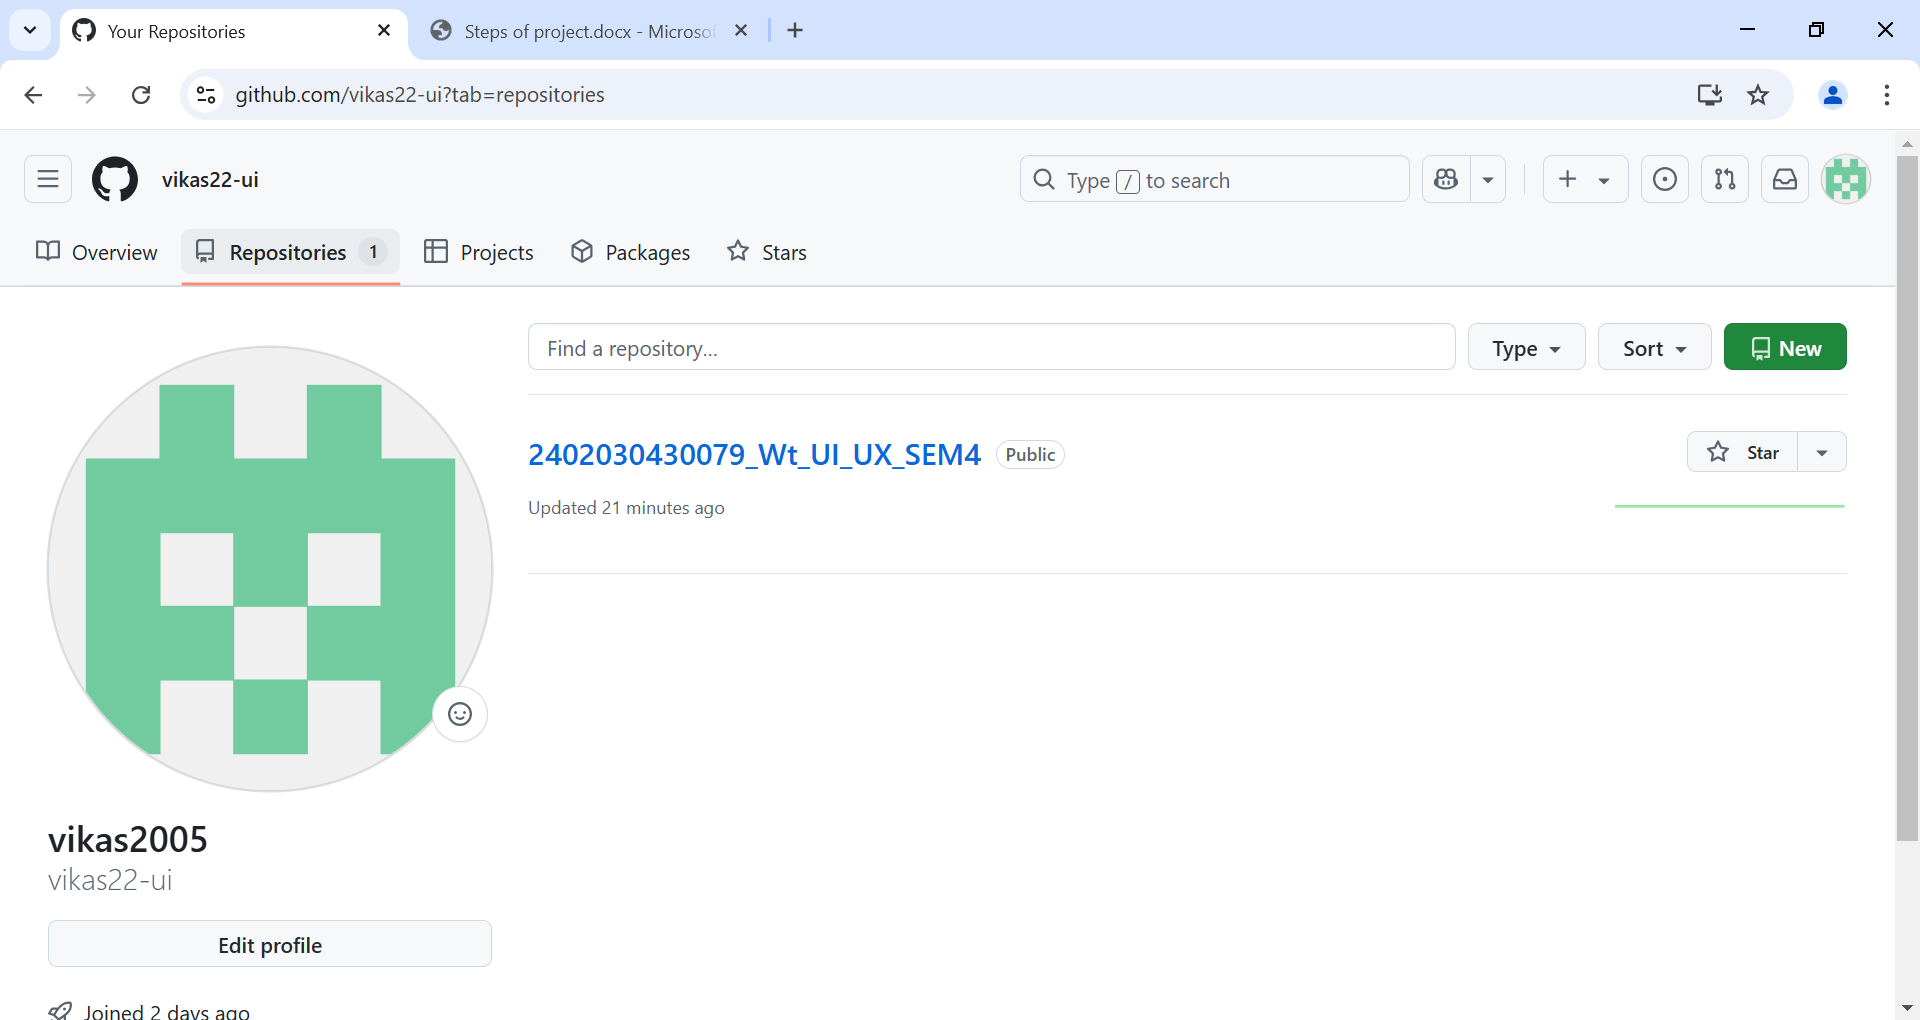 Your Repositories
Steps of project.docx - Microso
github.com/vikas22-ui?tab=repositories
vikas22-ui
Type / to search
Overview
Repositories 1
Projects
Packages
Stars
Find a repository...
Type
Sort
New
2402030430079_Wt_UI_UX_SEM4 Public
Star
Updated 21 minutes ago
vikas2005
vikas22-ui
Edit profile
Joined 2 days ago